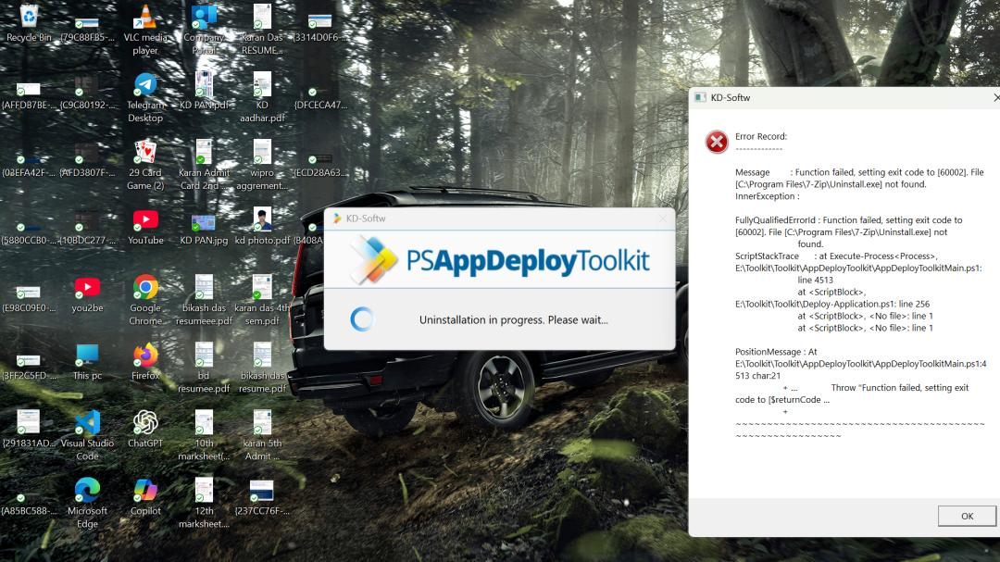 Recycle Bin
{79C88F85-...
VLC media
player
Company
Portal
Karan Das
RESUME...
{3314D0F6-...
{AFFDB7BE-...
{C9C80192-...
Telegram
Desktop
KD PAN.pdf
KD
aadhar.pdf
{DFCECA47...
{03EFA42F-...
{AFD3807F-...
29 Card
Game (2)
Karan Admit
Card 2nd ...
wipro
aggrement...
{ECD28A63...
{5880CCB0-...
{10BDC277-...
YouTube
KD PAN.jpg
kd photo.pdf
{B408A
{E98C09E0-...
you2be
Google
Chrome
bikash das
resumeee.pdf
karan das 4th
sem.pdf
{3FF2C5FD-...
This pc
Firefox
bd
resumee.pdf
bikash das
resume.pdf
{291831AD...
Visual Studio
Code
ChatGPT
10th
marksheet(...
karan 5th
Admit ...
{A85BC588-...
Microsoft
Edge
Copilot
12th
marksheet....
{237CC76F-...
KD-Softw
PSAppDeployToolkit
Uninstallation in progress. Please wait...
KD-Softw
Error Record:
-------------
Message : Function failed, setting exit code to [60002]. File
[C:\Program Files\7-Zip\Uninstall.exe] not found.
InnerException :
FullyQualifiedErrorId : Function failed, setting exit code to
[60002]. File [C:\Program Files\7-Zip\Uninstall.exe] not
found.
ScriptStackTrace : at Execute-Process<Process>,
E:\Toolkit\Toolkit\AppDeployToolkit\AppDeployToolkitMain.ps1:
line 4513
at <ScriptBlock>,
E:\Toolkit\Toolkit\Deploy-Application.ps1: line 256
at <ScriptBlock>, <No file>: line 1
at <ScriptBlock>, <No file>: line 1
PositionMessage : At
E:\Toolkit\Toolkit\AppDeployToolkit\AppDeployToolkitMain.ps1:4
513 char:21
+ ... Throw "Function failed, setting exit
code to [$returnCode ...
+
~~~~~~~~~~~~~~~~~~~~~~~~~~~~~~~~~~~~~~~~
~~~~~~~~~~~~~~~~~
OK